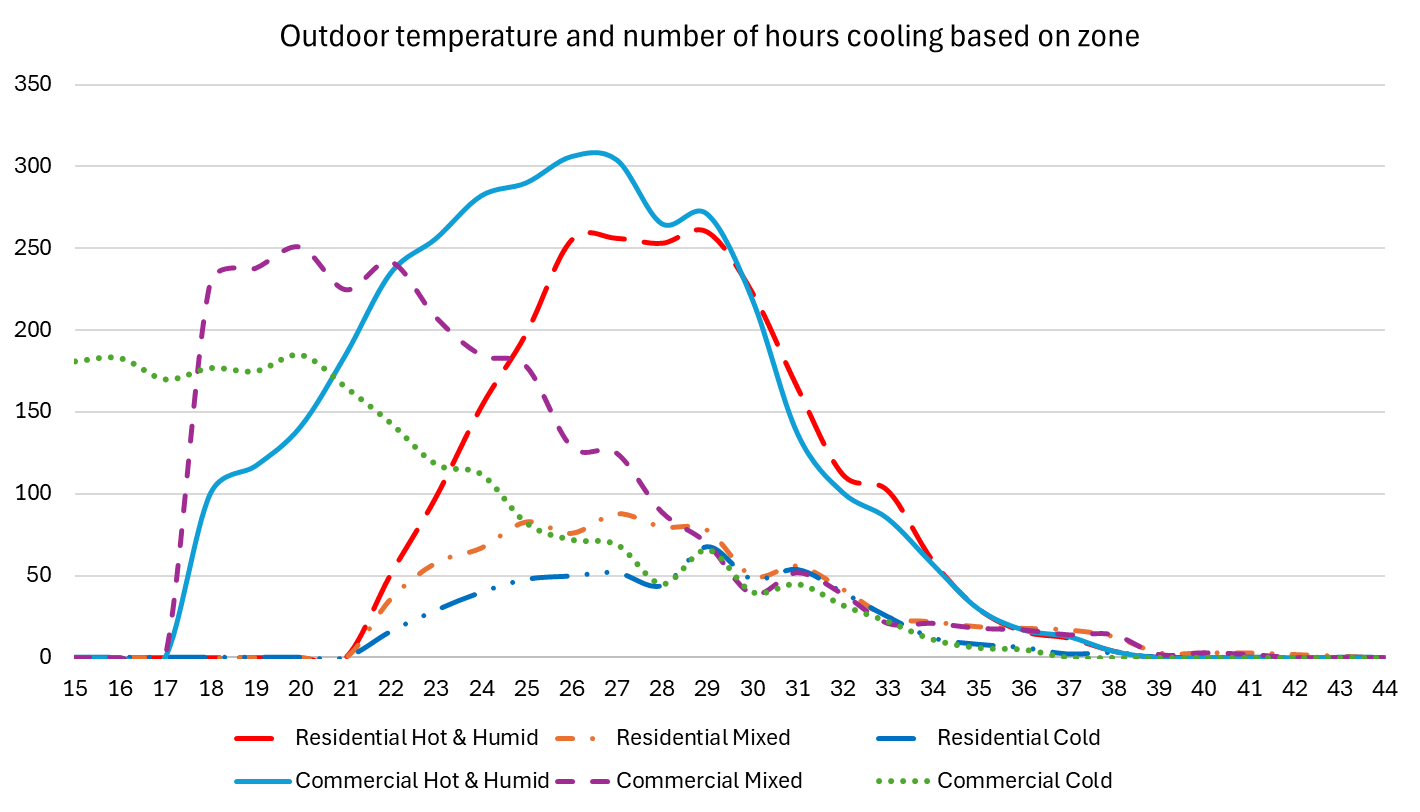 Outdoor temperature and number of hours cooling based on zone
350
300
250
200
150
100
50
0
15 16 17 18 19 20 21 22 23 24 25 26 27 28 29 30 31 32 33 34 35 36 37 38 39 40 41 42 43 44
Residential Hot & Humid Residential Mixed Residential Cold
Commercial Hot & Humid Commercial Mixed Commercial Cold